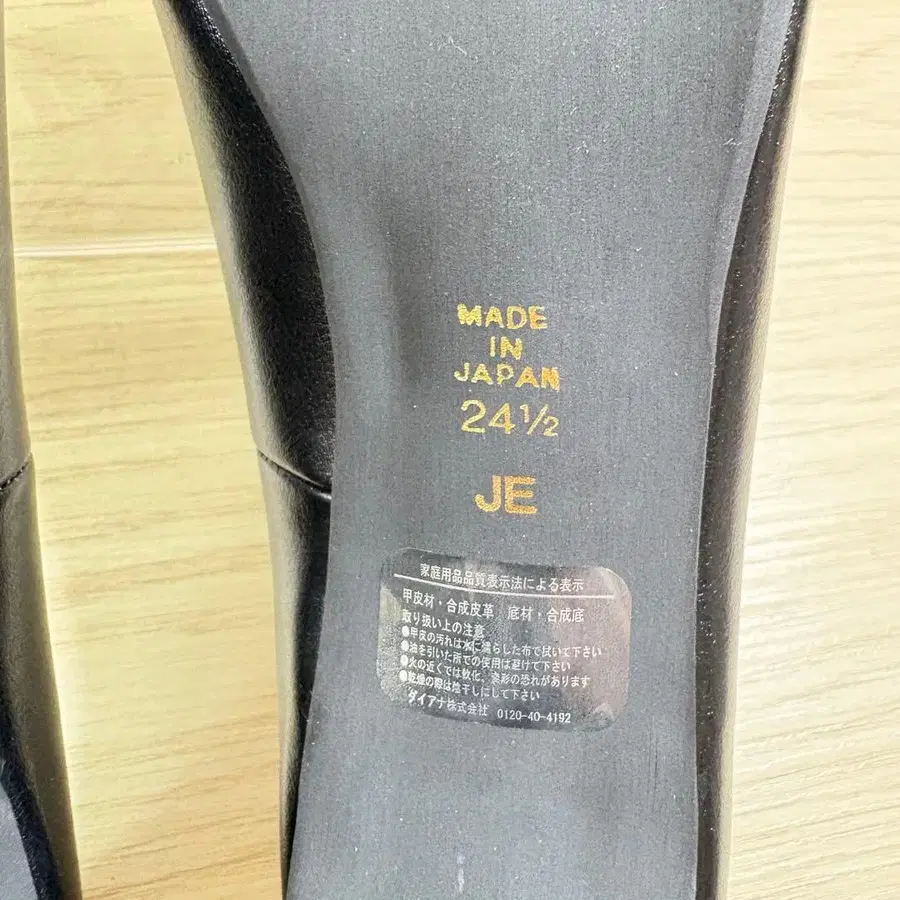 MADE
IN
JAPAN
24½
JE
家庭用品品質表示法による表示
甲皮材・合成皮革 底材・合成底
取り扱い上の注意
●甲皮の汚れは水に濡らした布で拭いて下さい
●油を引いた所での使用は避けて下さい
●火の近くでは軟化、変形の恐れがあります
●乾燥の際は陰干しにして下さい
ダイアナ株式会社 0120-40-4192